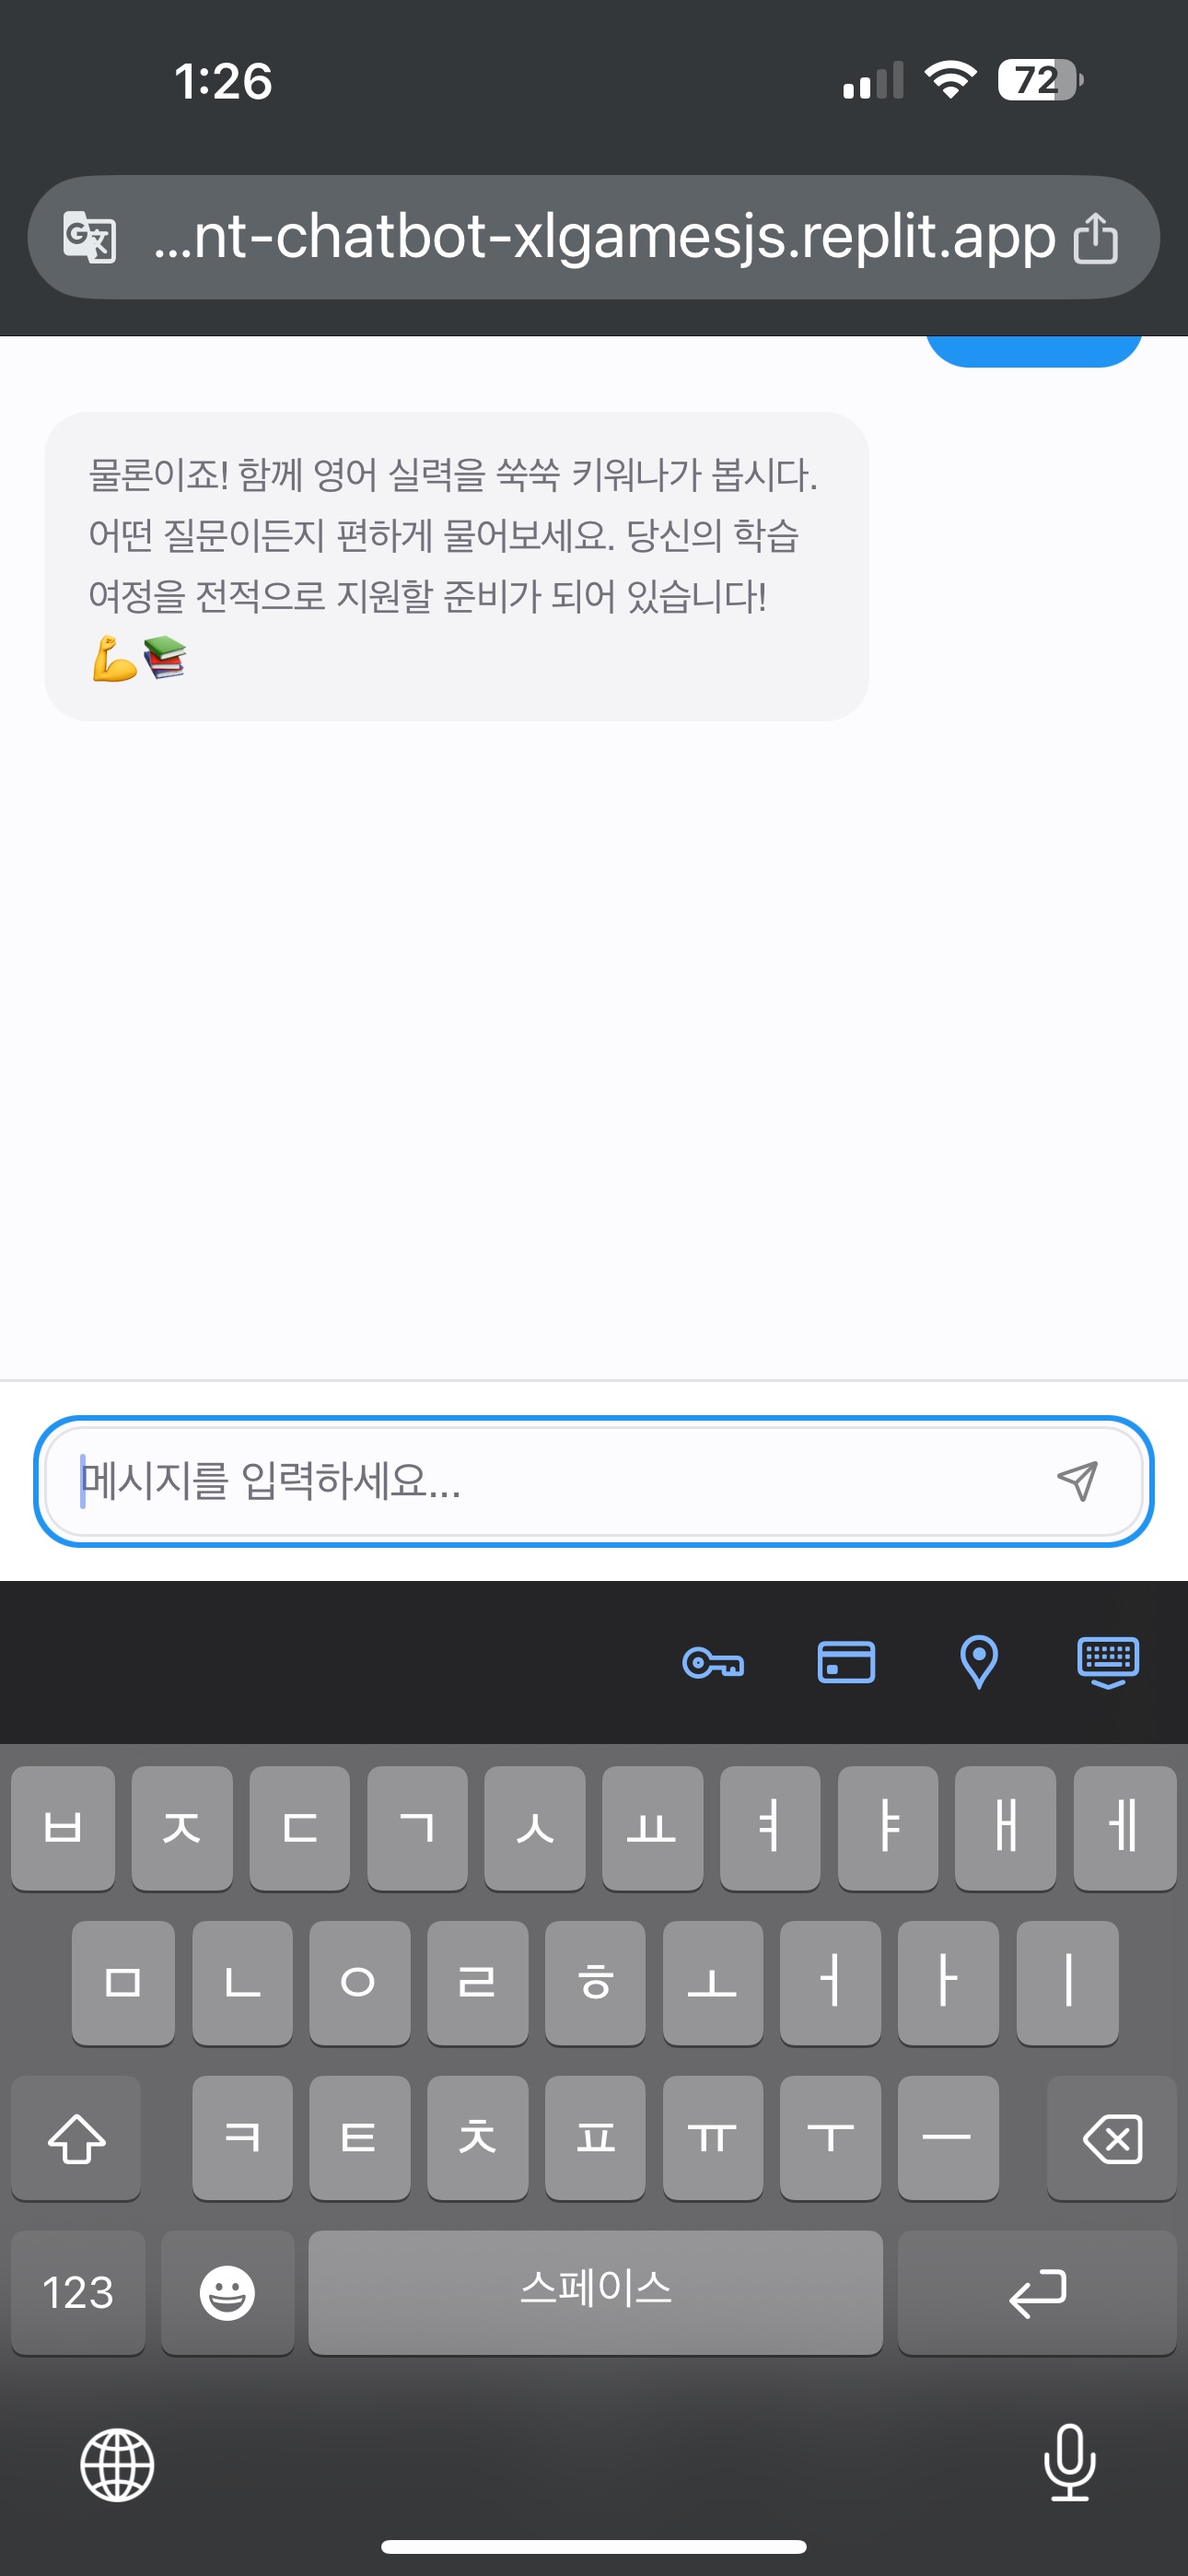 1:26
72
...nt-chatbot-xlgamesjs.replit.app
물론이죠! 함께 영어 실력을 쑥쑥 키워나가 봅시다.
어떤 질문이든지 편하게 물어보세요. 당신의 학습
여정을 전적으로 지원할 준비가 되어 있습니다!
💪📚
메시지를 입력하세요...
ㅂ ㅈ ㄷ ㄱ ㅅ ㅛ ㅕ ㅑ ㅐ ㅔ
ㅁ ㄴ ㅇ ㄹ ㅎ ㅗ ㅓ ㅏ ㅣ
ㅋ ㅌ ㅊ ㅍ ㅠ ㅜ ㅡ
123 스페이스